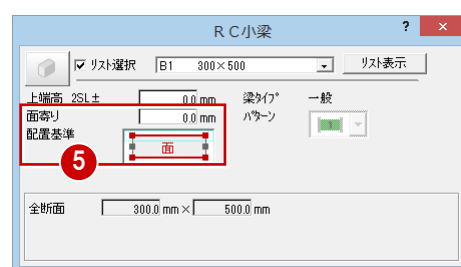 RC小梁 ? ×
リスト選択 B1 300×500 リスト表示
上端高 2SL± 0.0 mm 梁タイプ 一般
面寄り 0.0 mm パターン
配置基準 面
5
全断面 300.0 mm × 500.0 mm